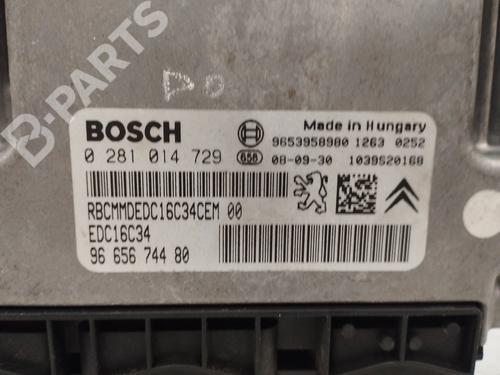 B-PARTS
BOSCH
Made in Hungary
9653958980 1263 0252
0 281 014 729 658 08-09-30 1039S20168
RBCMMDEDC16C34CEM 00
EDC16C34
96 656 744 80